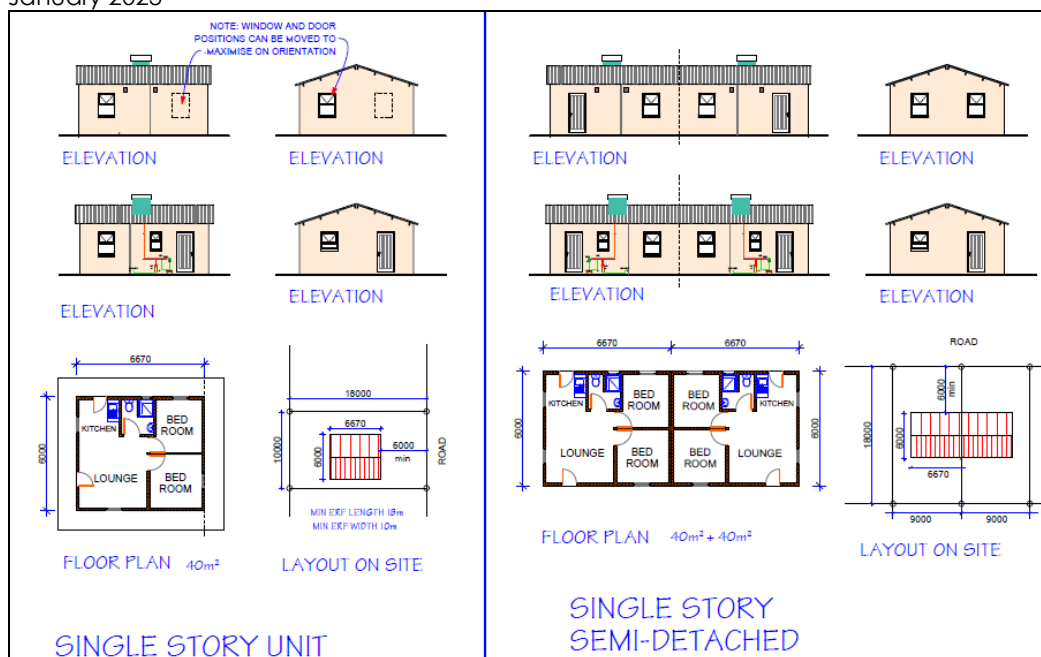 January 2025
NOTE: WINDOW AND DOOR
POSITIONS CAN BE MOVED TO
-MAXIMISE ON ORIENTATION
ELEVATION
ELEVATION
ELEVATION
ELEVATION
6670
6000
KITCHEN
BED
ROOM
LOUNGE
BED
ROOM
FLOOR PLAN 40m²
18000
10000
6670
6000
6000
min
ROAD
MIN ERF LENGTH 18m
MIN ERF WIDTH 10m
LAYOUT ON SITE
SINGLE STORY UNIT
ELEVATION
ELEVATION
ELEVATION
ELEVATION
6670
6670
6000
KITCHEN
BED
ROOM
BED
ROOM
KITCHEN
6000
LOUNGE
BED
ROOM
BED
ROOM
LOUNGE
FLOOR PLAN 40m² + 40m²
ROAD
18000
6000
min
6000
6670
9000
9000
LAYOUT ON SITE
SINGLE STORY
SEMI-DETACHED